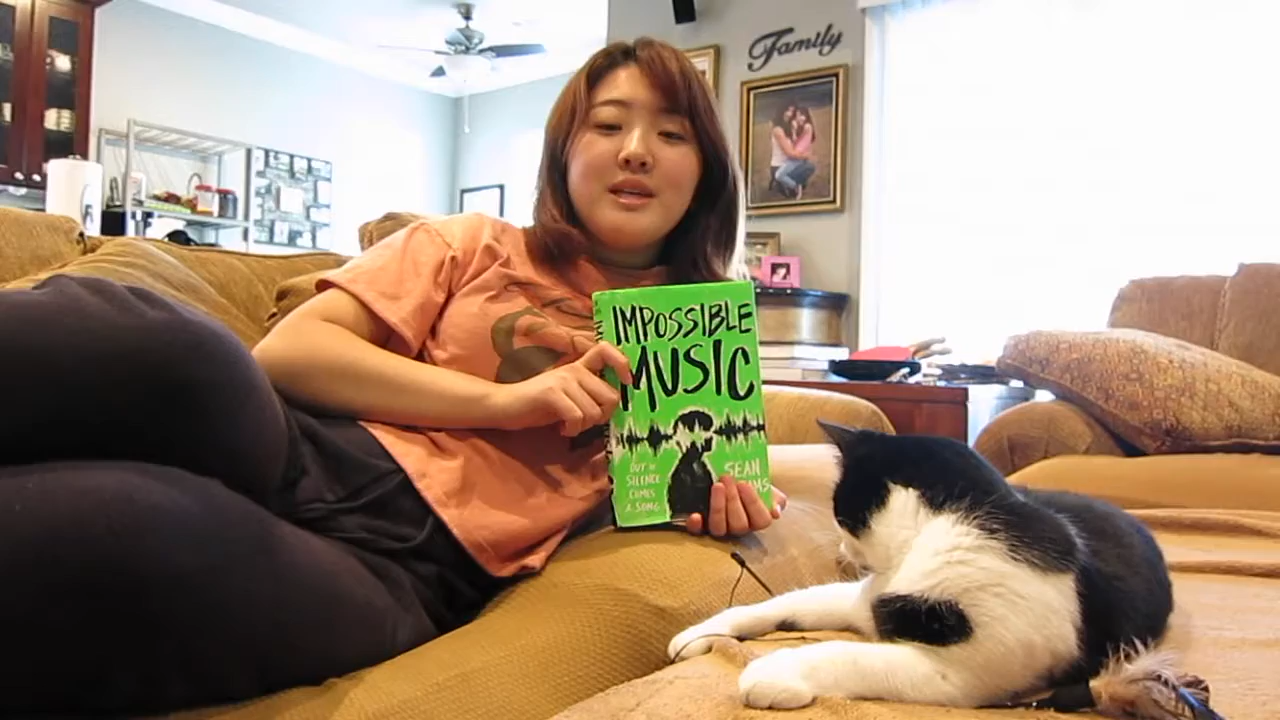 Family
IMPOSSIBLE
MUSIC
OUT OF
SILENCE
COMES
A SONG
SEAN